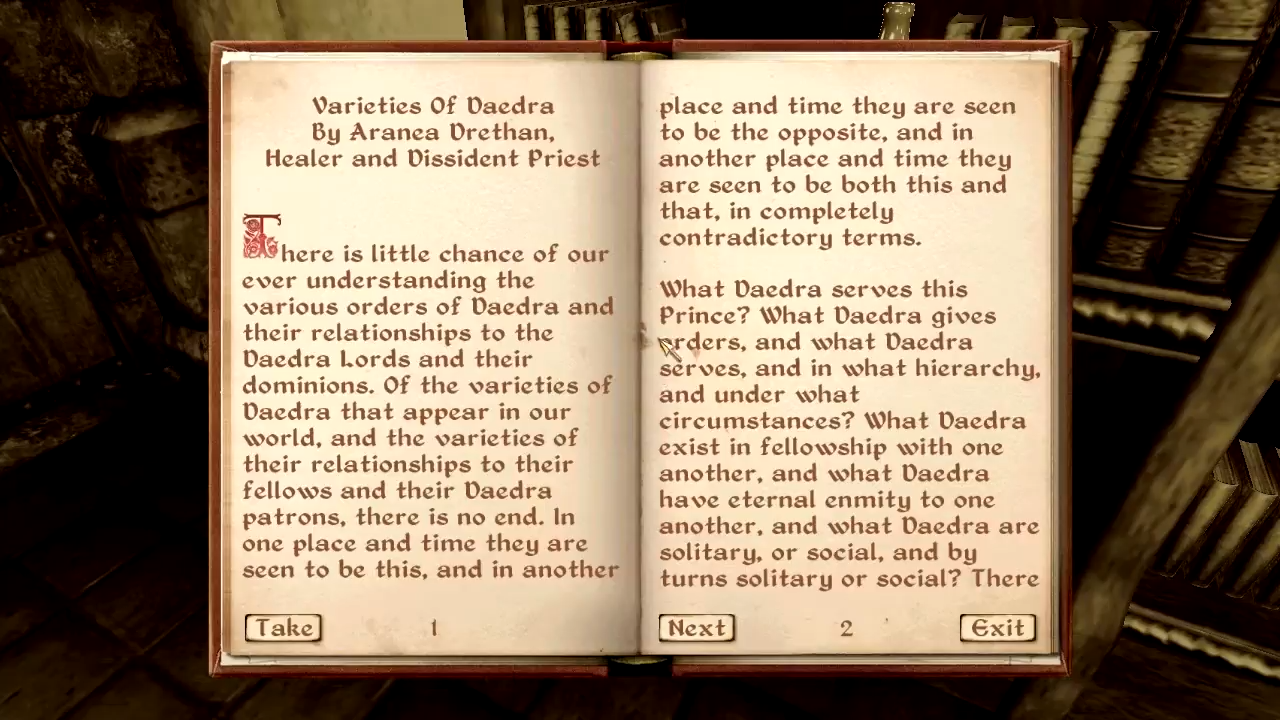 Varieties Of Daedra
By Aranea Drethan,
Healer and Dissident Priest
There is little chance of our
ever understanding the
various orders of Daedra and
their relationships to the
Daedra Lords and their
dominions. Of the varieties of
Daedra that appear in our
world, and the varieties of
their relationships to their
fellows and their Daedra
patrons, there is no end. In
one place and time they are
seen to be this, and in another
Take
1
place and time they are seen
to be the opposite, and in
another place and time they
are seen to be both this and
that, in completely
contradictory terms.
What Daedra serves this
Prince? What Daedra gives
orders, and what Daedra
serves, and in what hierarchy,
and under what
circumstances? What Daedra
exist in fellowship with one
another, and what Daedra
have eternal enmity to one
another, and what Daedra are
solitary, or social, and by
turns solitary or social? There
Next
2
Exit